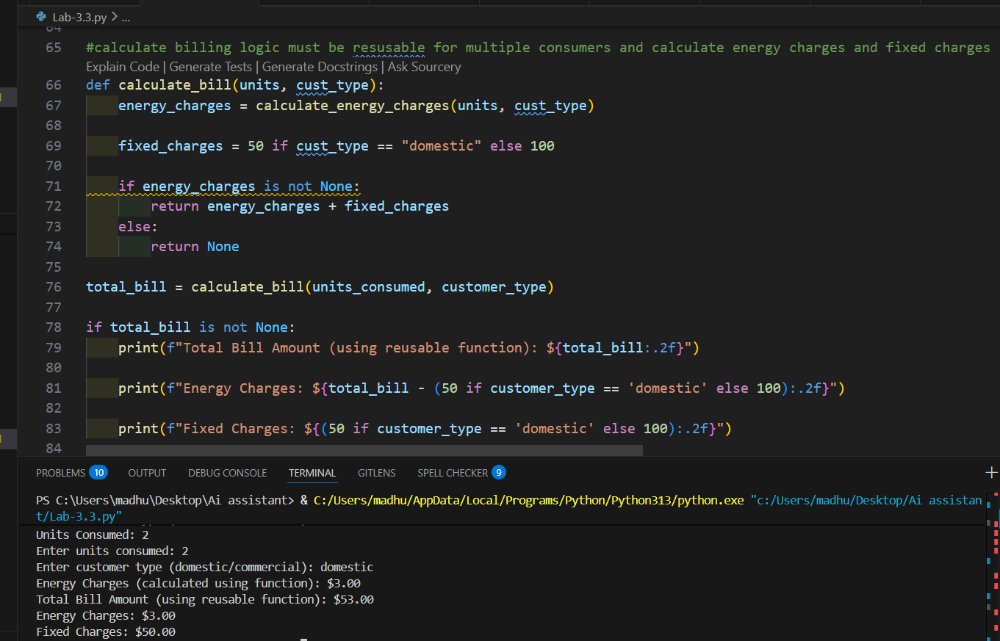 Lab-3.3.py > ...
64
65 #calculate billing logic must be resusable for multiple consumers and calculate energy charges and fixed charges
Explain Code | Generate Tests | Generate Docstrings | Ask Sourcery
66 def calculate_bill(units, cust_type):
67     energy_charges = calculate_energy_charges(units, cust_type)
68
69     fixed_charges = 50 if cust_type == "domestic" else 100
70
71     if energy_charges is not None:
72         return energy_charges + fixed_charges
73     else:
74         return None
75
76 total_bill = calculate_bill(units_consumed, customer_type)
77
78 if total_bill is not None:
79     print(f"Total Bill Amount (using reusable function): ${total_bill:.2f}")
80
81     print(f"Energy Charges: ${total_bill - (50 if customer_type == 'domestic' else 100):.2f}")
82
83     print(f"Fixed Charges: ${(50 if customer_type == 'domestic' else 100):.2f}")
84
PROBLEMS 10 OUTPUT DEBUG CONSOLE TERMINAL GITLENS SPELL CHECKER 9 +
PS C:\Users\madhu\Desktop\Ai assistant> & C:/Users/madhu/AppData/Local/Programs/Python/Python313/python.exe "c:/Users/madhu/Desktop/Ai assistan
t/Lab-3.3.py"
Units Consumed: 2
Enter units consumed: 2
Enter customer type (domestic/commercial): domestic
Energy Charges (calculated using function): $3.00
Total Bill Amount (using reusable function): $53.00
Energy Charges: $3.00
Fixed Charges: $50.00